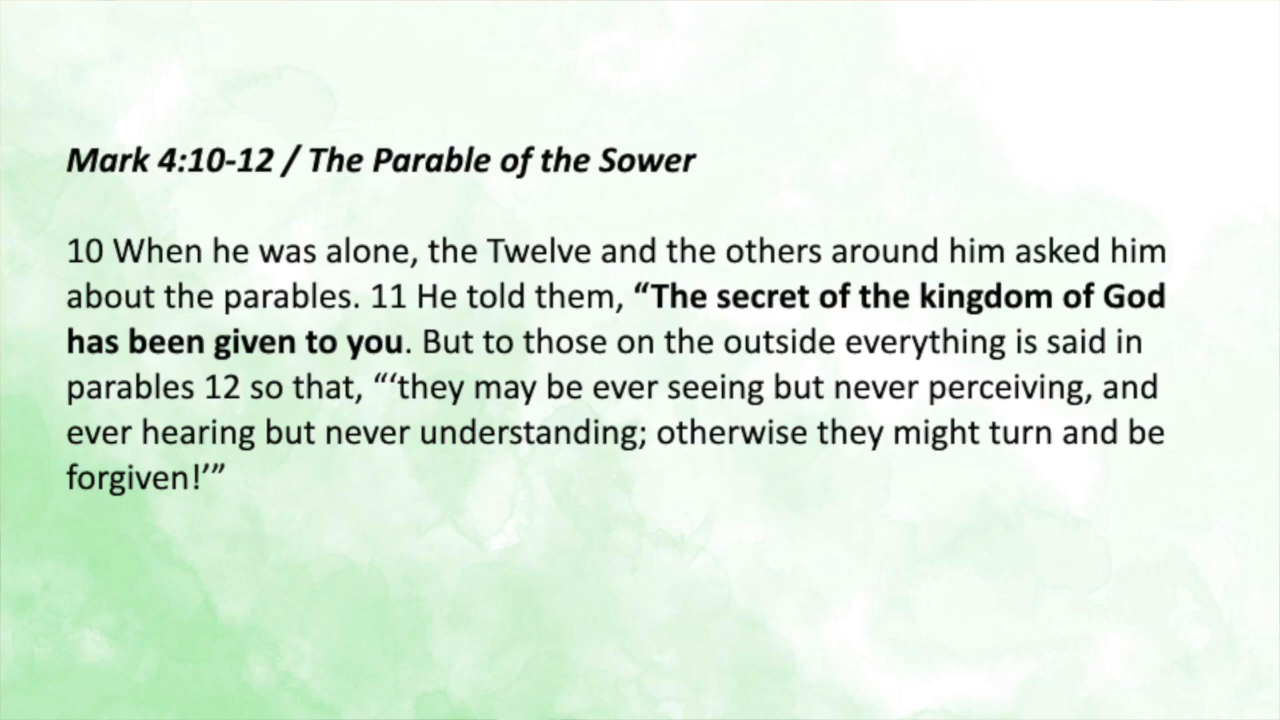 Mark 4:10-12 / The Parable of the Sower
10 When he was alone, the Twelve and the others around him asked him
about the parables. 11 He told them, “The secret of the kingdom of God
has been given to you. But to those on the outside everything is said in
parables 12 so that, “‘they may be ever seeing but never perceiving, and
ever hearing but never understanding; otherwise they might turn and be
forgiven!’”